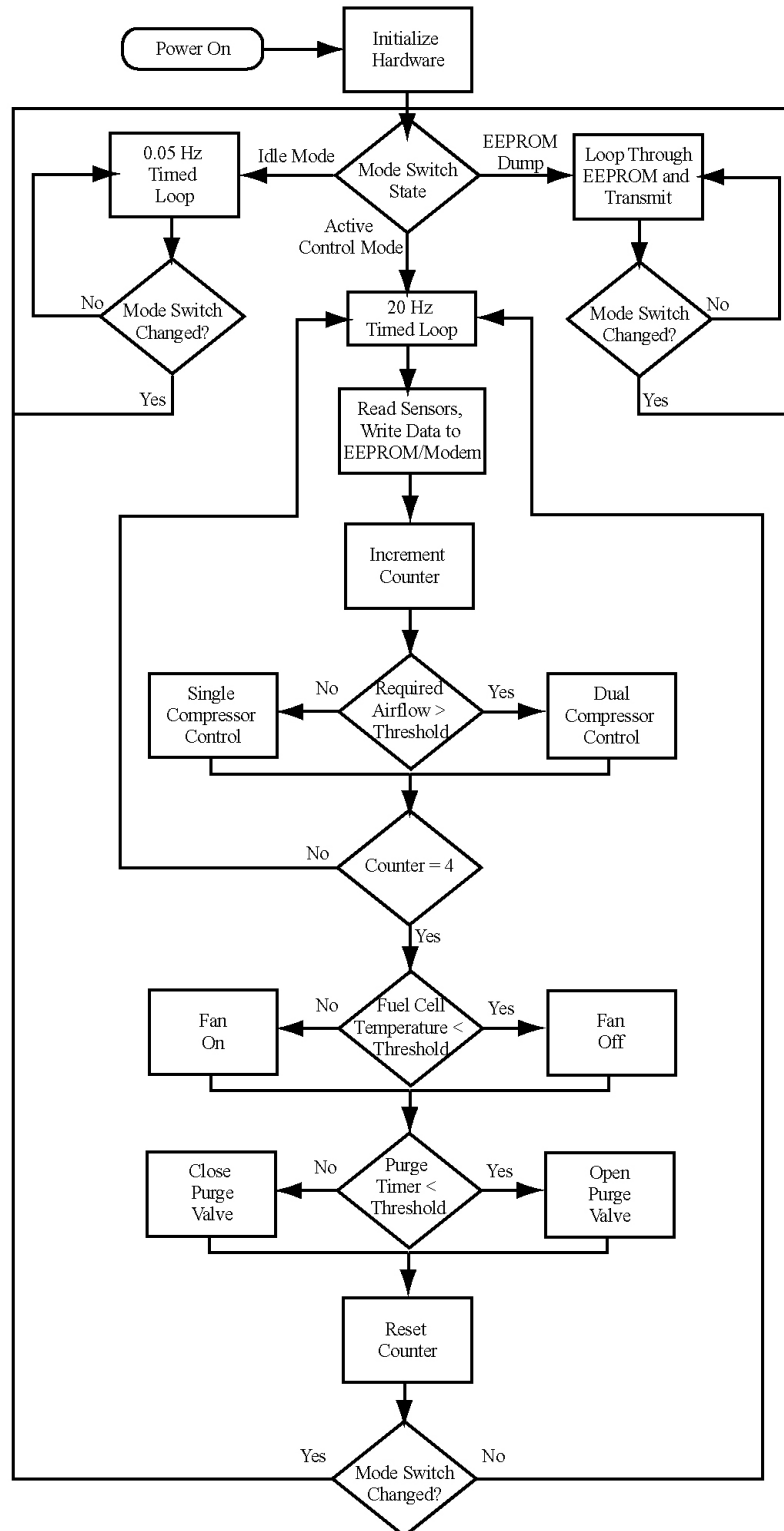 Power On
Initialize
Hardware
0.05 Hz
Timed
Loop
Idle Mode
Mode Switch
State
EEPROM
Dump
Loop Through
EEPROM and
Transmit
Active
Control Mode
No
Mode Switch
Changed?
Yes
20 Hz
Timed Loop
Mode Switch
Changed?
No
Yes
Read Sensors,
Write Data to
EEPROM/Modem
Increment
Counter
Single
Compressor
Control
No
Required
Airflow >
Threshold
Yes
Dual
Compressor
Control
No
Counter = 4
Yes
Fan
On
No
Fuel Cell
Temperature <
Threshold
Yes
Fan
Off
Close
Purge
Valve
No
Purge
Timer <
Threshold
Yes
Open
Purge
Valve
Reset
Counter
Yes
Mode Switch
Changed?
No